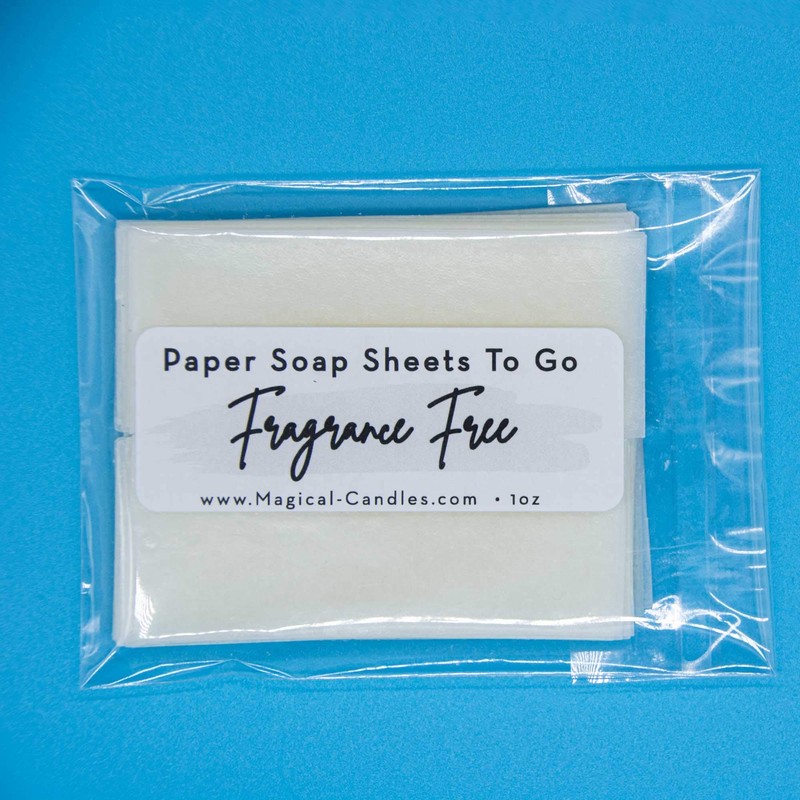 Paper Soap Sheets To Go
Fragrance Free
www.Magical-Candles.com • 1oz